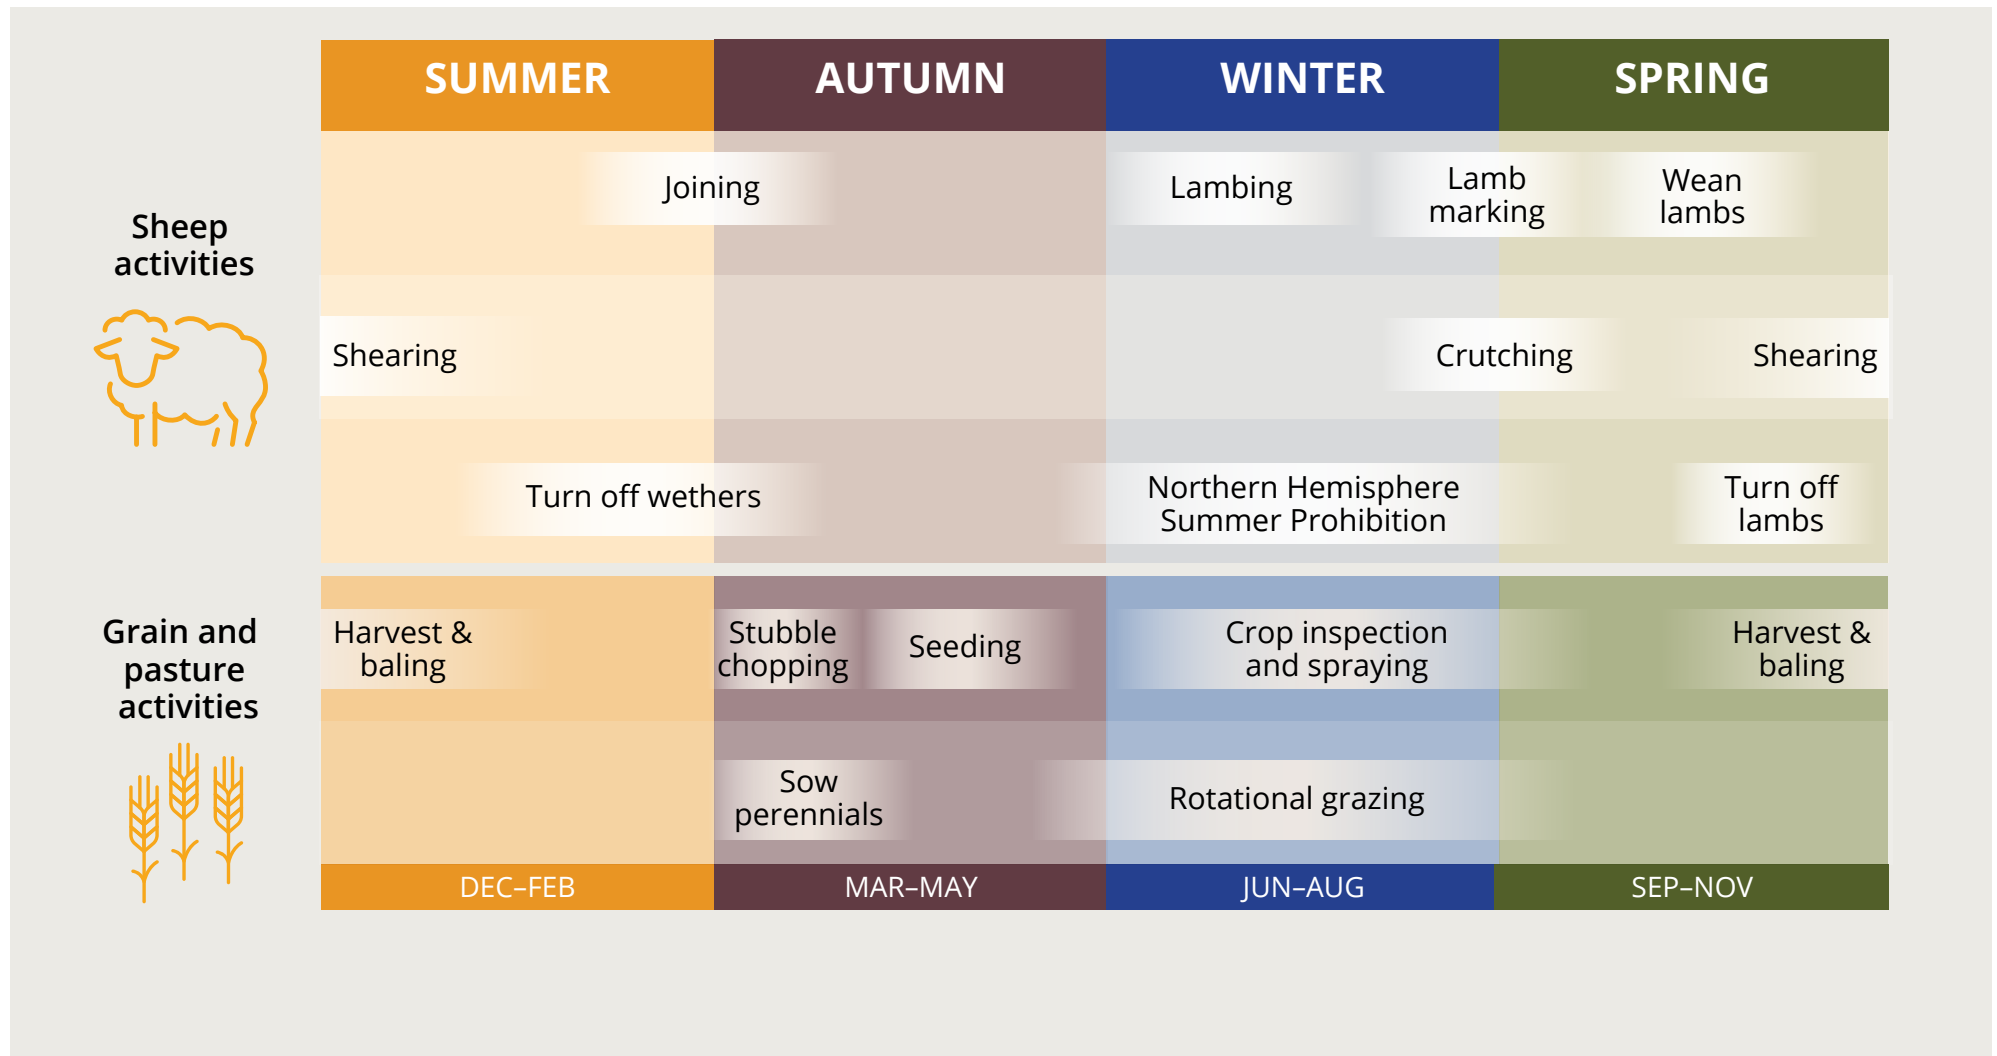 SUMMER
AUTUMN
WINTER
SPRING
Sheep
activities
Joining
Lambing
Lamb
marking
Wean
lambs
Shearing
Crutching
Shearing
Turn off wethers
Northern Hemisphere
Summer Prohibition
Turn off
lambs
Grain and
pasture
activities
Harvest &
baling
Stubble
chopping
Seeding
Crop inspection
and spraying
Harvest &
baling
Sow
perennials
Rotational grazing
DEC–FEB
MAR–MAY
JUN–AUG
SEP–NOV